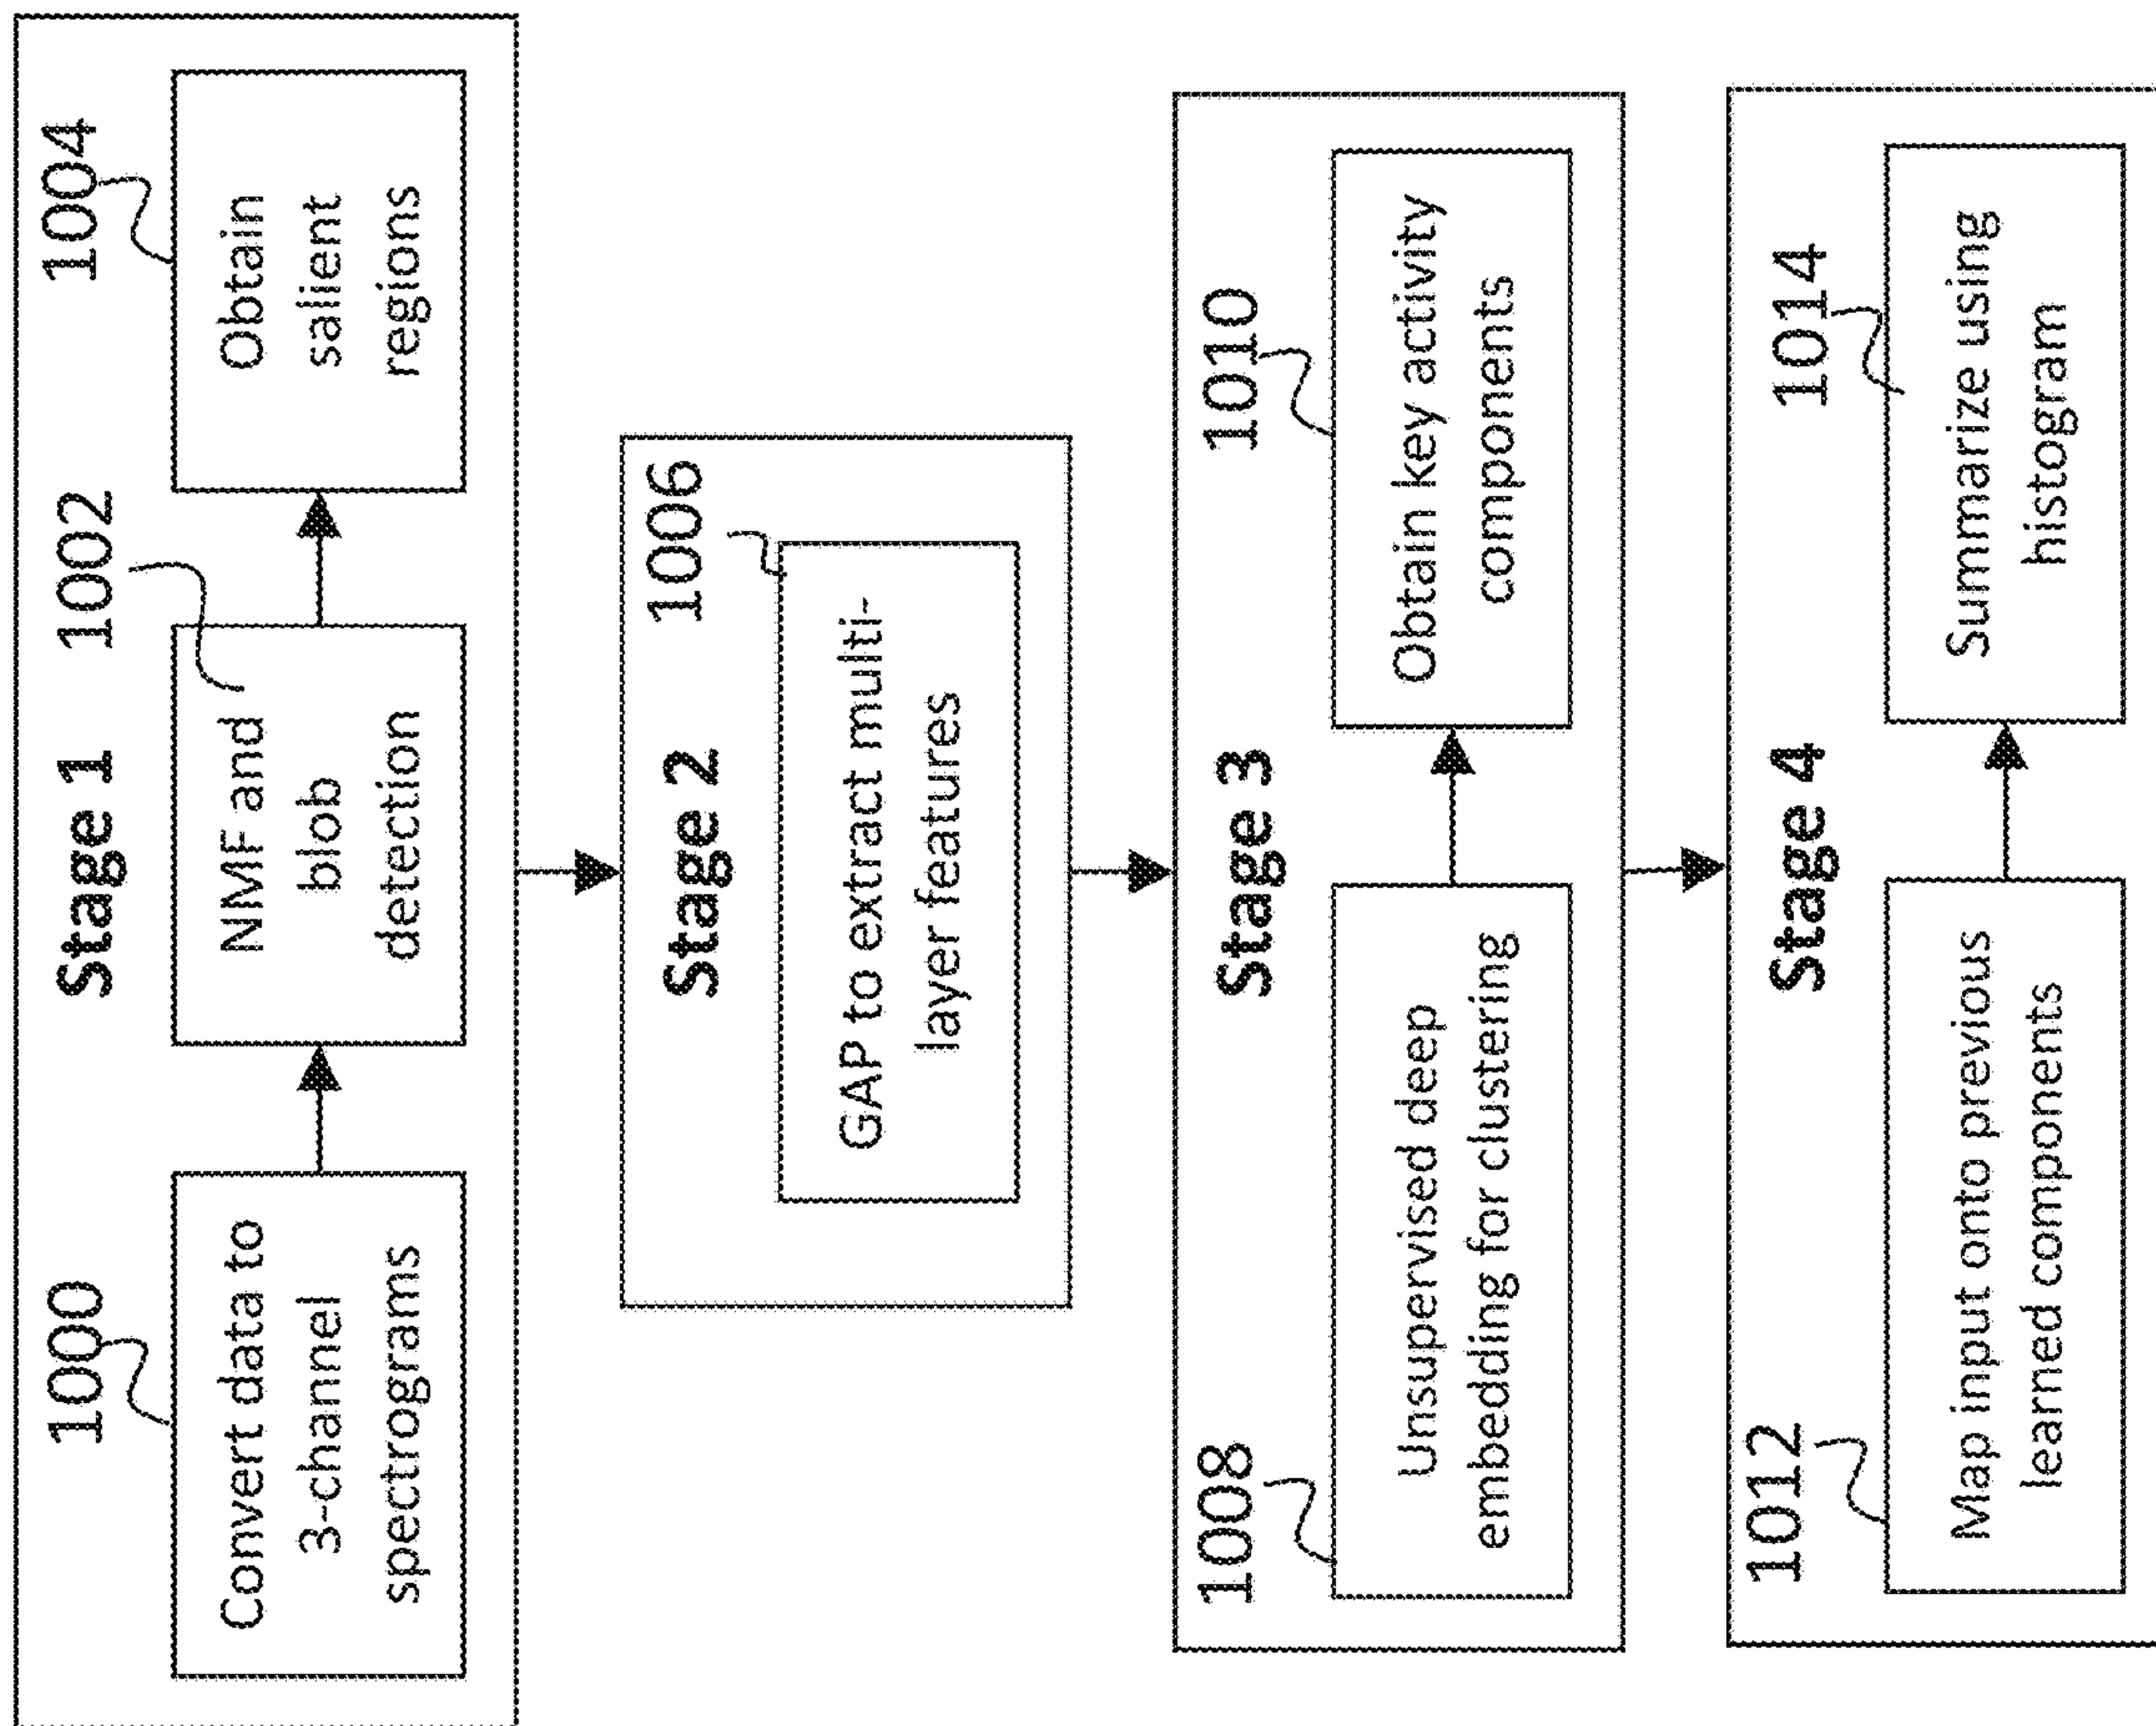 Stage 1
1000
Convert data to
3-channel
spectrograms
1002
NMF and
blob
detection
1004
Obtain
salient
regions
Stage 2
1006
GAP to extract multi-
layer features
Stage 3
1008
Unsupervised deep
embedding for clustering
1010
Obtain key activity
components
Stage 4
1012
Map input onto previous
learned components
1014
Summarize using
histogram